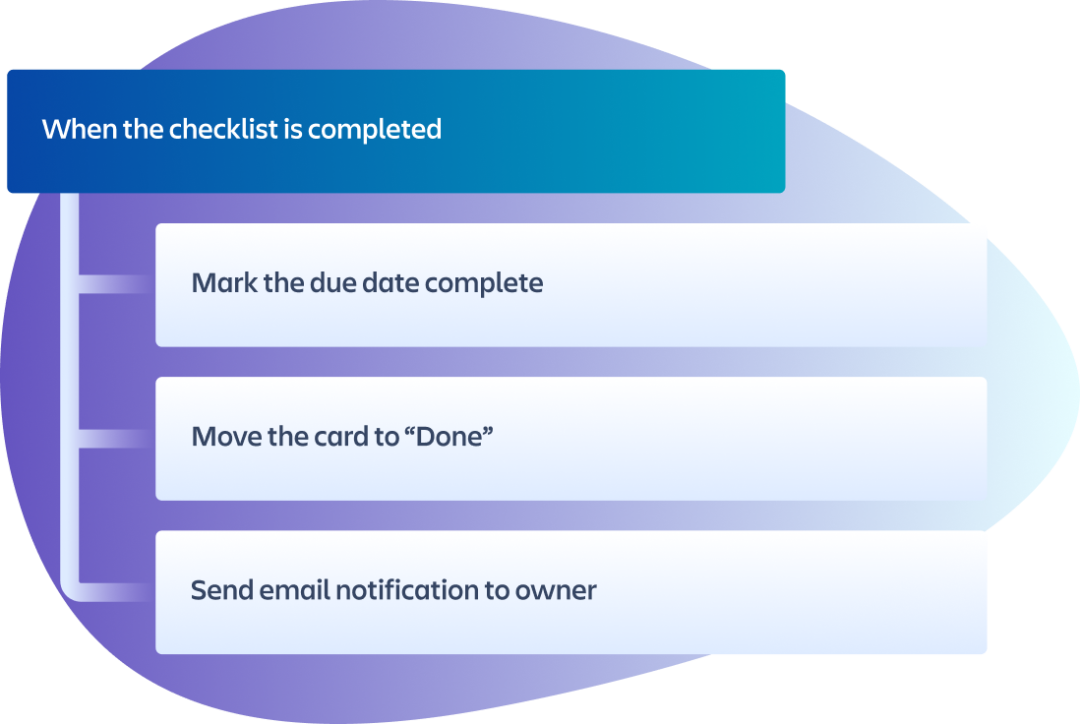 When the checklist is completed
Mark the due date complete
Move the card to “Done”
Send email notification to owner